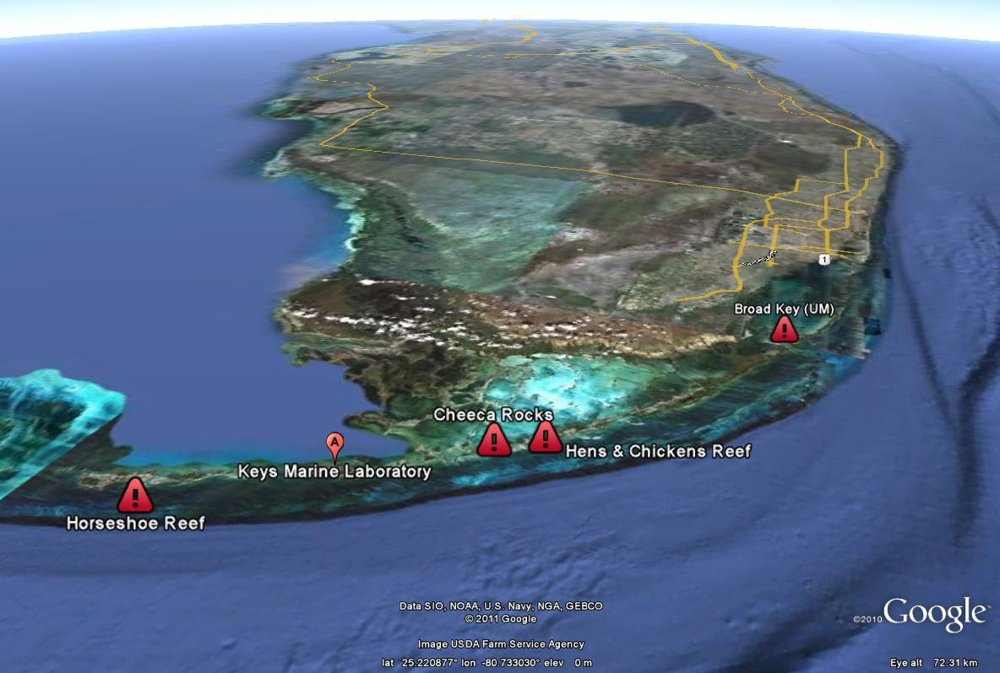 1
Broad Key (UM)
Cheeca Rocks
A
Hens & Chickens Reef
Keys Marine Laboratory
Horseshoe Reef
Data SIO, NOAA, U.S. Navy, NGA, GEBCO
© 2011 Google
©2010 Google™
Image USDA Farm Service Agency
lat 25.220877° lon -80.733030° elev 0 m
Eye alt 72.31 km